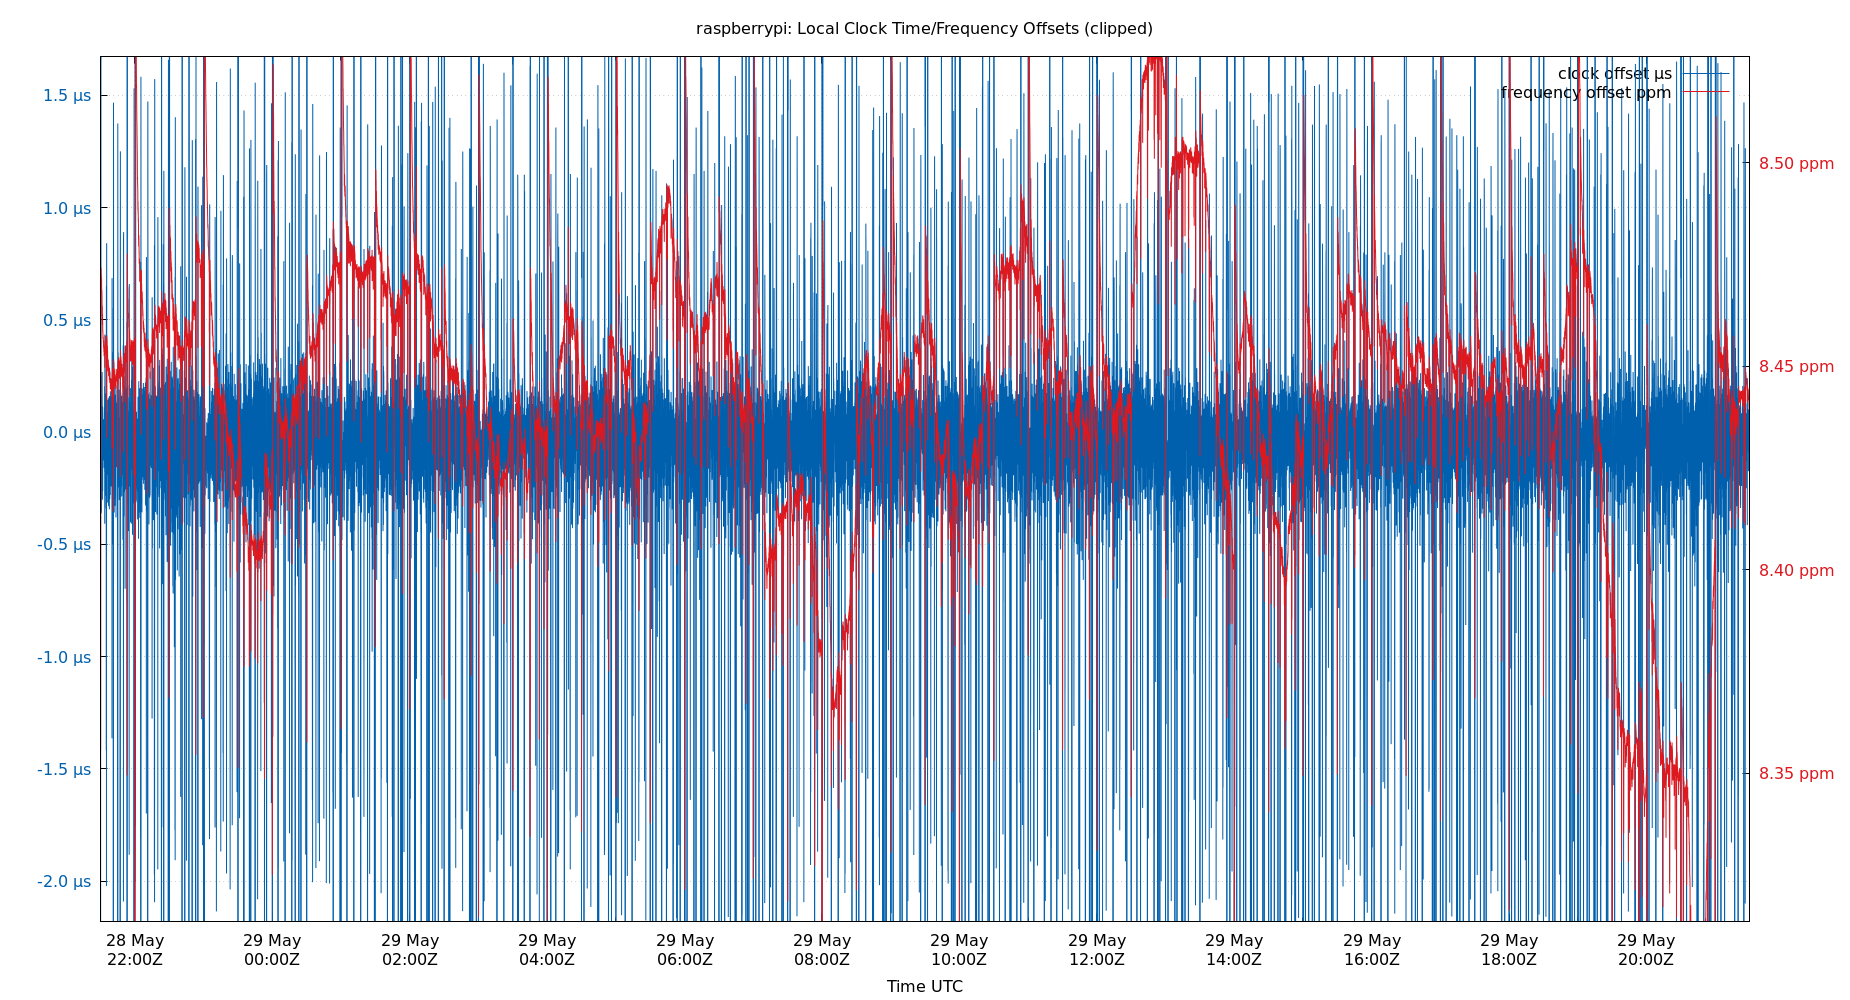 raspberrypi: Local Clock Time/Frequency Offsets (clipped)
clock offset µs
frequency offset ppm
1.5 µs
1.0 µs
0.5 µs
0.0 µs
-0.5 µs
-1.0 µs
-1.5 µs
-2.0 µs
8.50 ppm
8.45 ppm
8.40 ppm
8.35 ppm
28 May
22:00Z
29 May
00:00Z
29 May
02:00Z
29 May
04:00Z
29 May
06:00Z
29 May
08:00Z
29 May
10:00Z
29 May
12:00Z
29 May
14:00Z
29 May
16:00Z
29 May
18:00Z
29 May
20:00Z
Time UTC